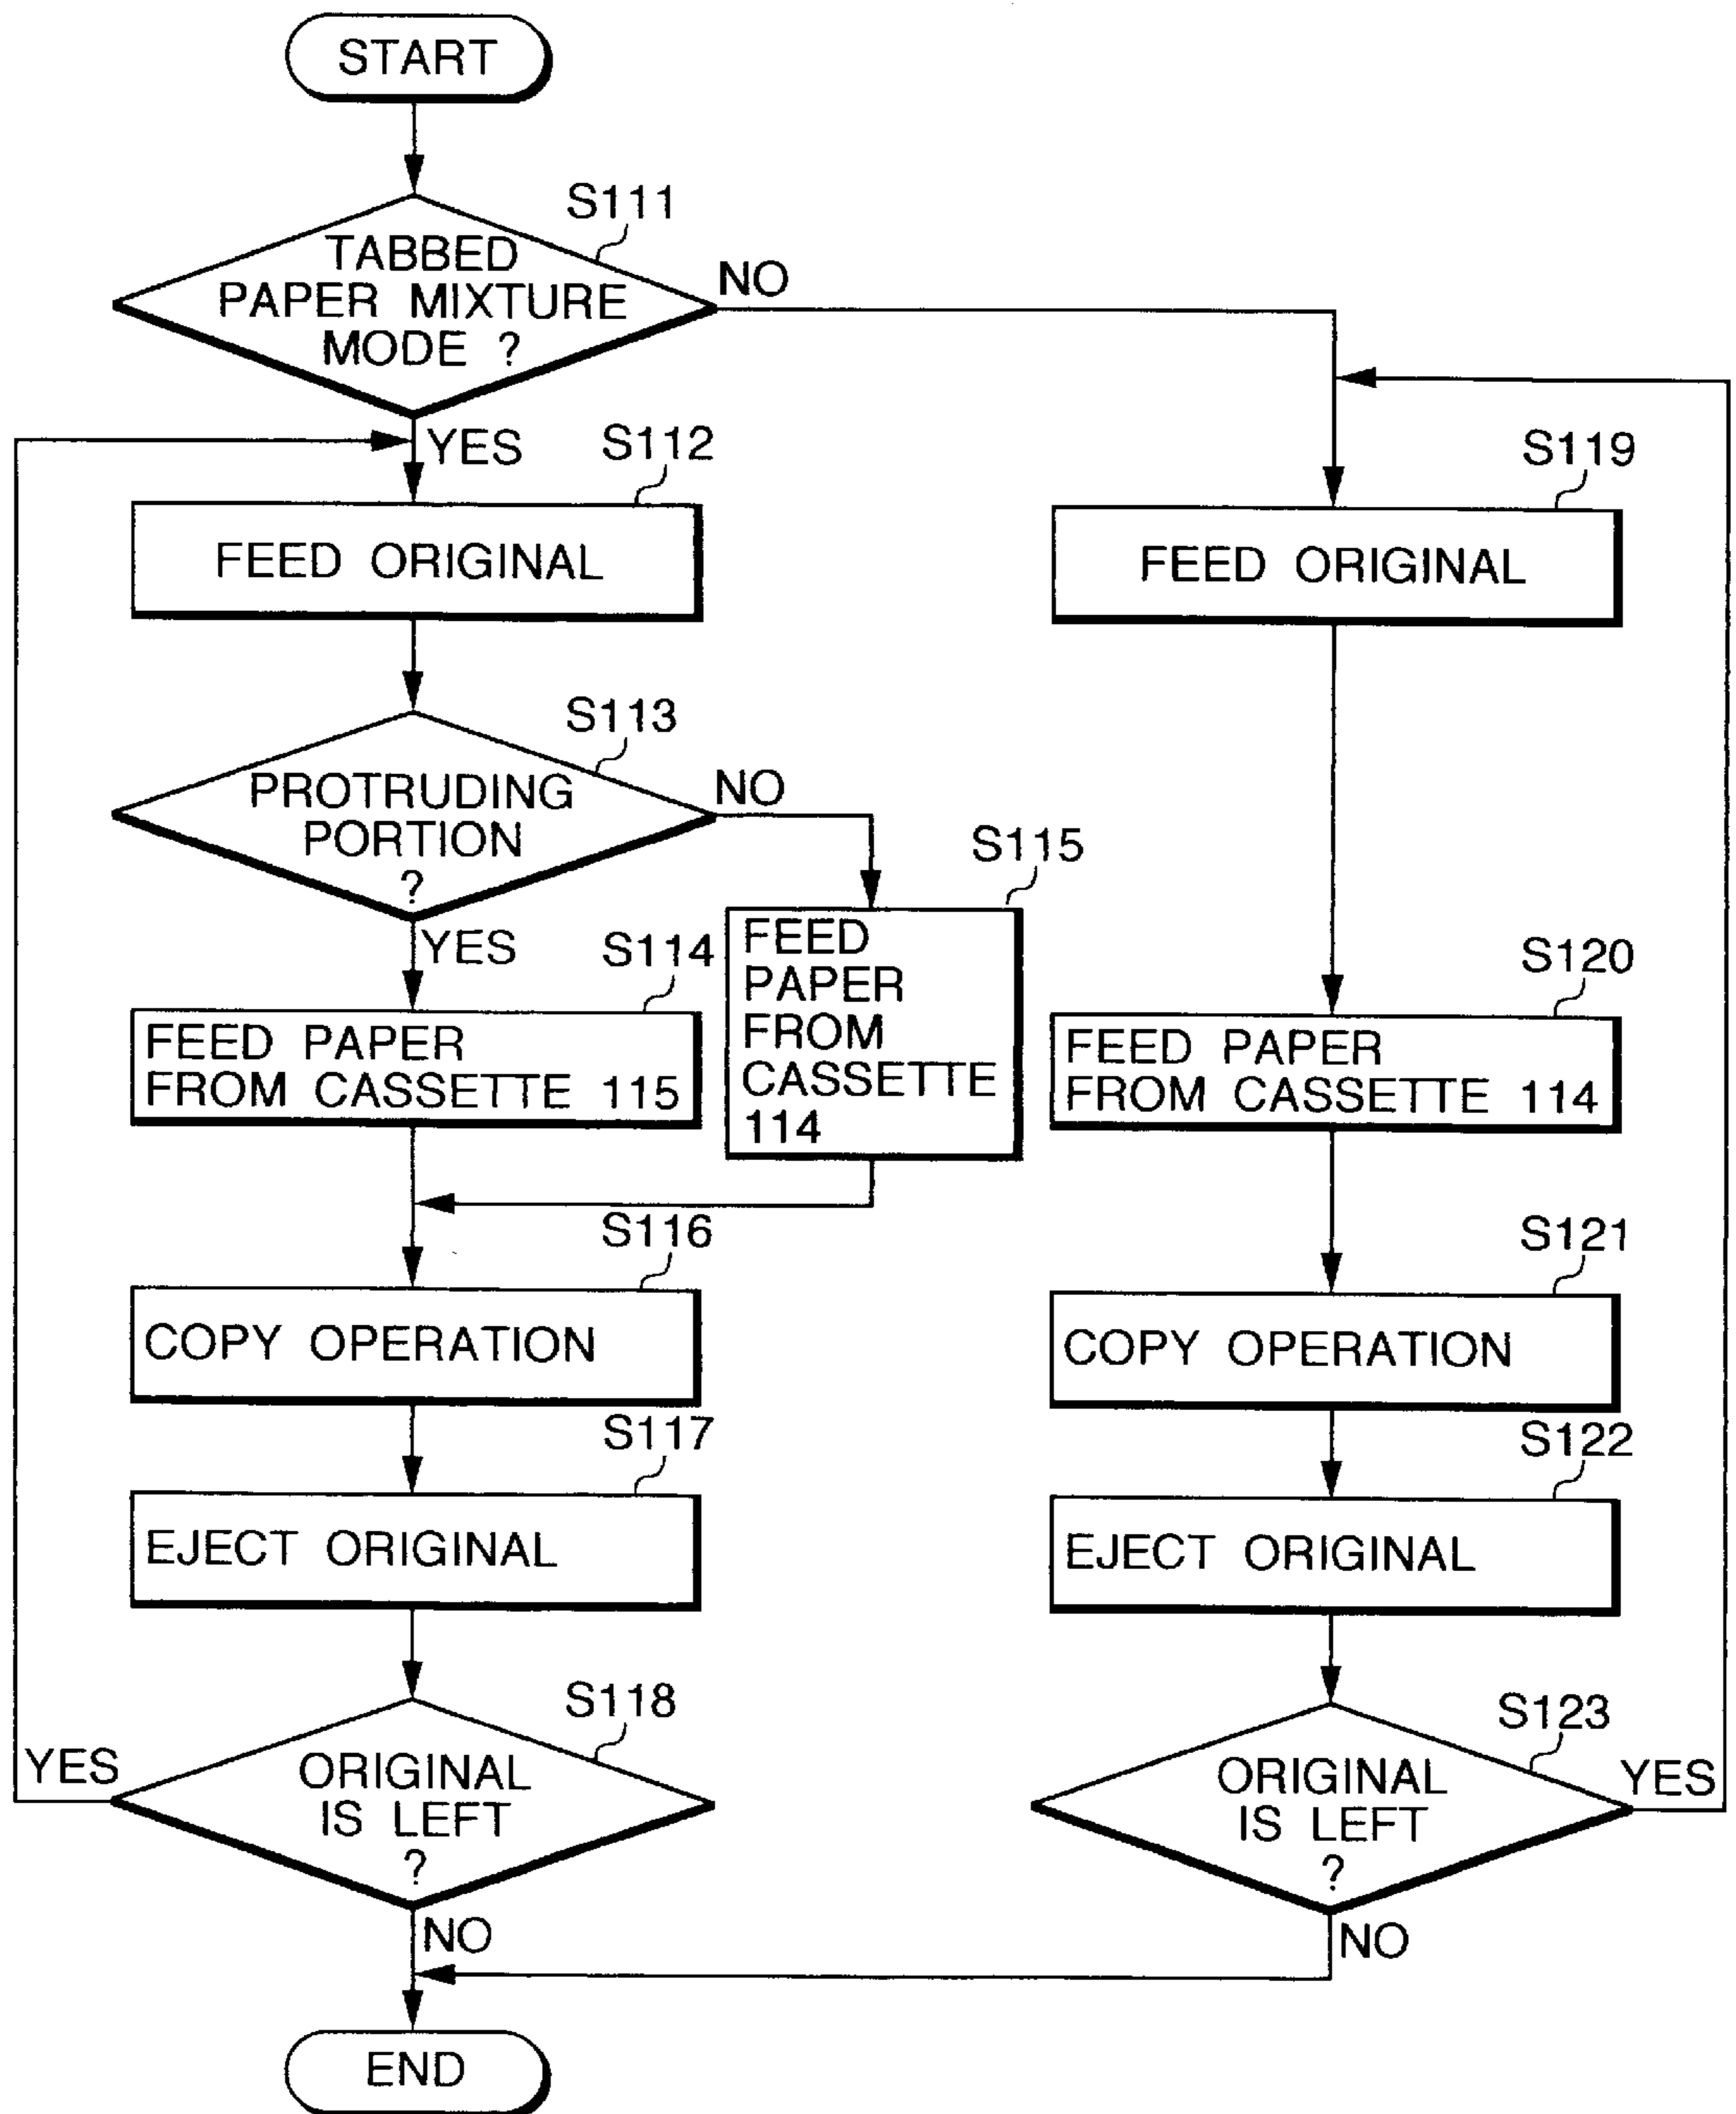 START
S111
TABBED
PAPER MIXTURE
MODE ?
NO
YES
S112
FEED ORIGINAL
S113
PROTRUDING
PORTION
?
NO
YES
S114
FEED PAPER
FROM CASSETTE 115
S115
FEED
PAPER
FROM
CASSETTE
114
S116
COPY OPERATION
S117
EJECT ORIGINAL
S118
ORIGINAL
IS LEFT
?
YES
NO
S119
FEED ORIGINAL
S120
FEED PAPER
FROM CASSETTE 114
S121
COPY OPERATION
S122
EJECT ORIGINAL
S123
ORIGINAL
IS LEFT
?
YES
NO
END